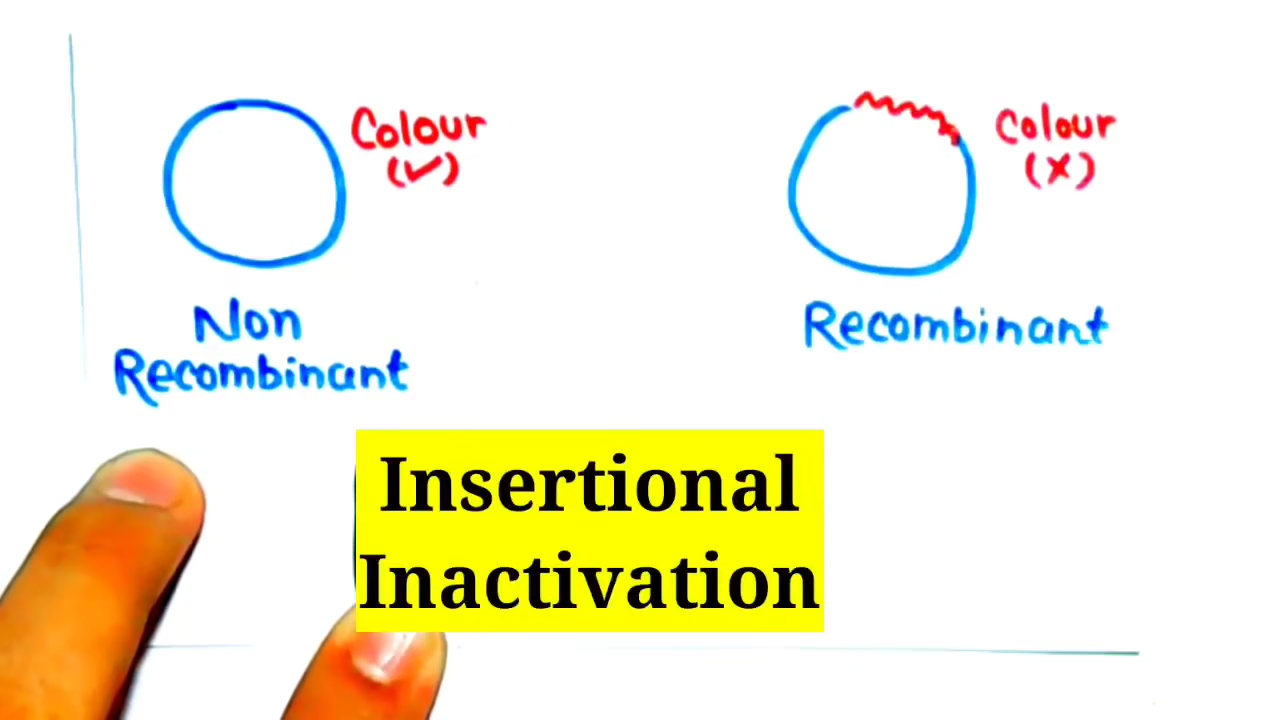 Colour
(✓)
Non
Recombinant
Colour
(×)
Recombinant
Insertional
Inactivation